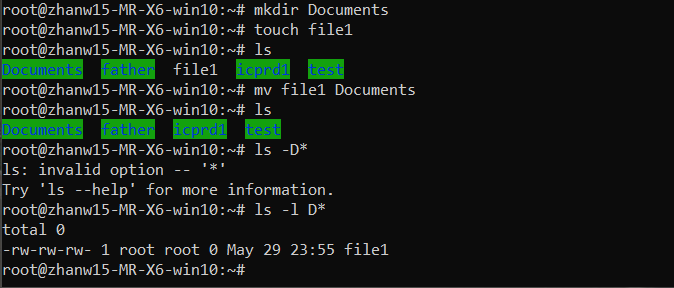 root@zhanw15-MR-X6-win10:~# mkdir Documents
root@zhanw15-MR-X6-win10:~# touch file1
root@zhanw15-MR-X6-win10:~# ls
Documents  father  file1  icprd1  test
root@zhanw15-MR-X6-win10:~# mv file1 Documents
root@zhanw15-MR-X6-win10:~# ls
Documents  father  icprd1  test
root@zhanw15-MR-X6-win10:~# ls -D*
ls: invalid option -- '*'
Try 'ls --help' for more information.
root@zhanw15-MR-X6-win10:~# ls -l D*
total 0
-rw-rw-rw- 1 root root 0 May 29 23:55 file1
root@zhanw15-MR-X6-win10:~#